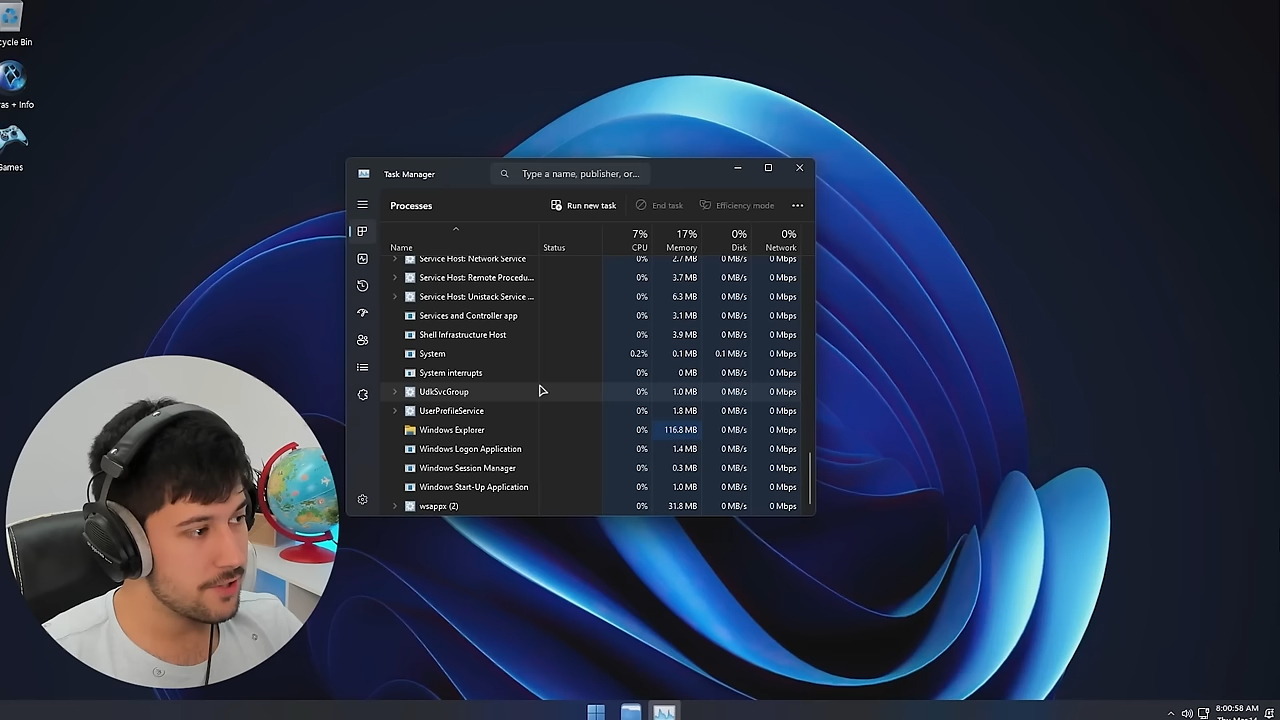 cycle Bin
as + Info
Games
Task Manager
Type a name, publisher, or...
Processes
Run new task
End task
Efficiency mode
7% 17% 0% 0%
Name Status CPU Memory Disk Network
Service Host: Network Service 0% 2.7 MB 0 MB/s 0 Mbps
Service Host: Remote Procedu... 0% 3.7 MB 0 MB/s 0 Mbps
Service Host: Unistack Service ... 0% 6.3 MB 0 MB/s 0 Mbps
Services and Controller app 0% 3.1 MB 0 MB/s 0 Mbps
Shell Infrastructure Host 0% 3.9 MB 0 MB/s 0 Mbps
System 0.2% 0.1 MB 0.1 MB/s 0 Mbps
System interrupts 0% 0 MB 0 MB/s 0 Mbps
UdkSvcGroup 0% 1.0 MB 0 MB/s 0 Mbps
UserProfileService 0% 1.8 MB 0 MB/s 0 Mbps
Windows Explorer 0% 116.8 MB 0 MB/s 0 Mbps
Windows Logon Application 0% 1.4 MB 0 MB/s 0 Mbps
Windows Session Manager 0% 0.3 MB 0 MB/s 0 Mbps
Windows Start-Up Application 0% 1.0 MB 0 MB/s 0 Mbps
wsappx (2) 0% 31.8 MB 0 MB/s 0 Mbps
8:00:58 AM